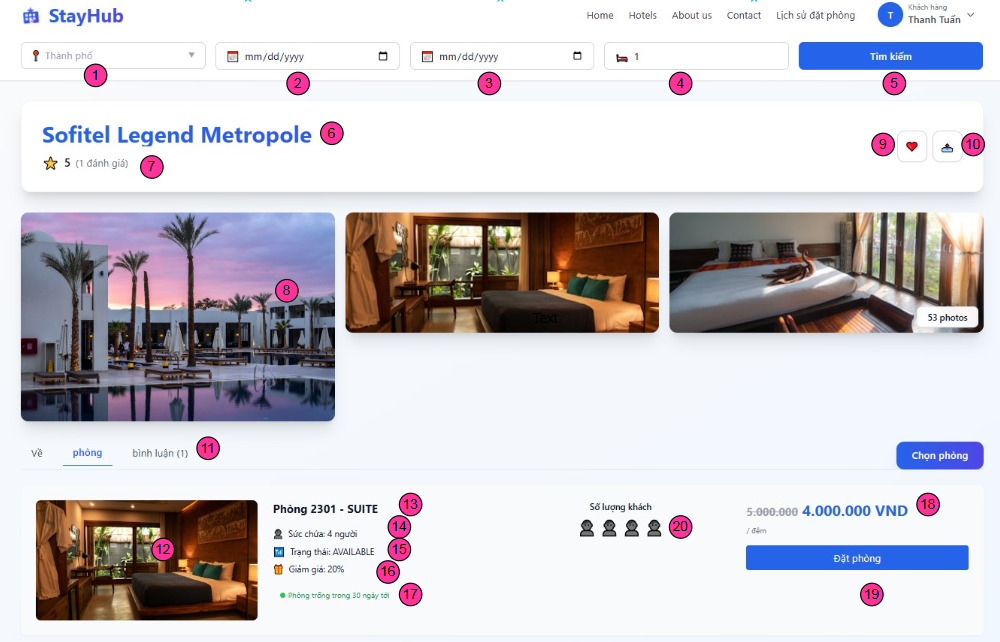 StayHub
Home Hotels About us Contact Lịch sử đặt phòng
T
Khách hàng
Thanh Tuấn
Thành phố
mm/dd/yyyy
mm/dd/yyyy
1
Tìm kiếm
1 2 3 4 5
Sofitel Legend Metropole 6
5 (1 đánh giá) 7
9 10
8
Text
53 photos
Về phòng bình luận (1) 11
Chọn phòng
12
Phòng 2301 - SUITE 13
Sức chứa: 4 người 14
Trạng thái: AVAILABLE 15
Giảm giá: 20% 16
Phòng trống trong 30 ngày tới 17
Số lượng khách
20
5.000.000 4.000.000 VND 18
/ đêm
Đặt phòng
19